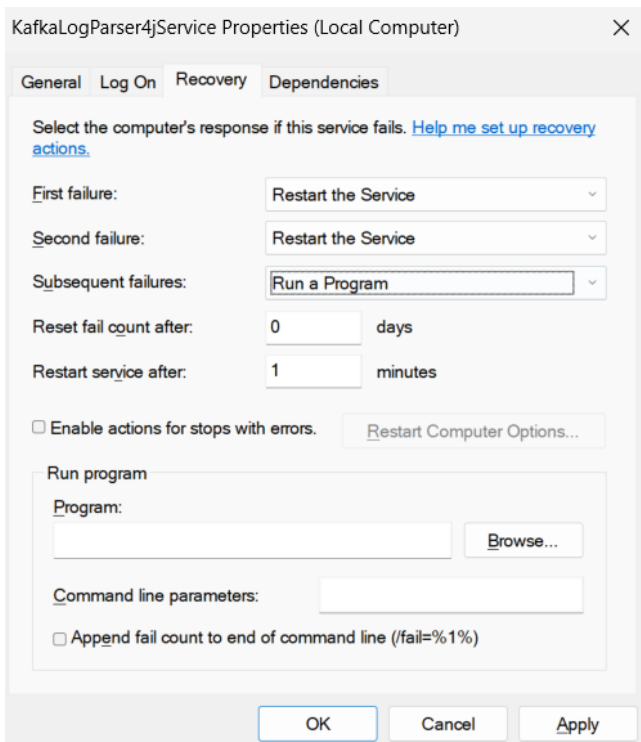 KafkaLogParser4jService Properties (Local Computer)
General Log On Recovery Dependencies
Select the computer's response if this service fails. Help me set up recovery
actions.
First failure: Restart the Service
Second failure: Restart the Service
Subsequent failures: Run a Program
Reset fail count after: 0 days
Restart service after: 1 minutes
Enable actions for stops with errors. Restart Computer Options...
Run program
Program:
Browse...
Command line parameters:
Append fail count to end of command line (/fail=%1%)
OK Cancel Apply